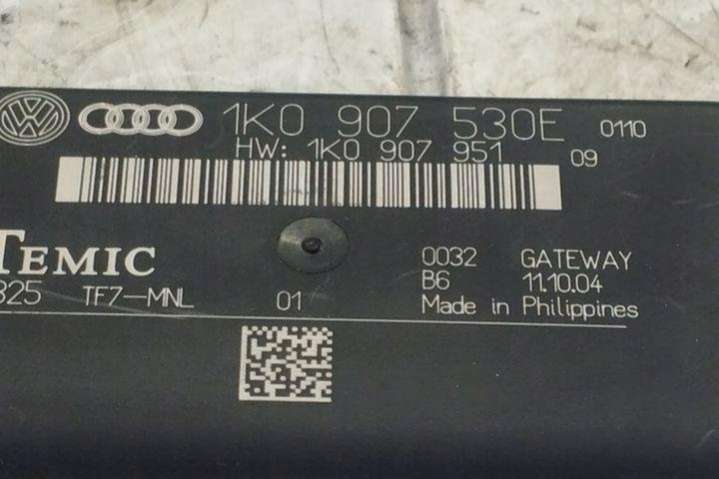 1K0 907 530E 0110
HW: 1K0 907 951 09
TEMIC 0032 GATEWAY
325 TF7-MNL 01 B6 11.10.04
Made in Philippines